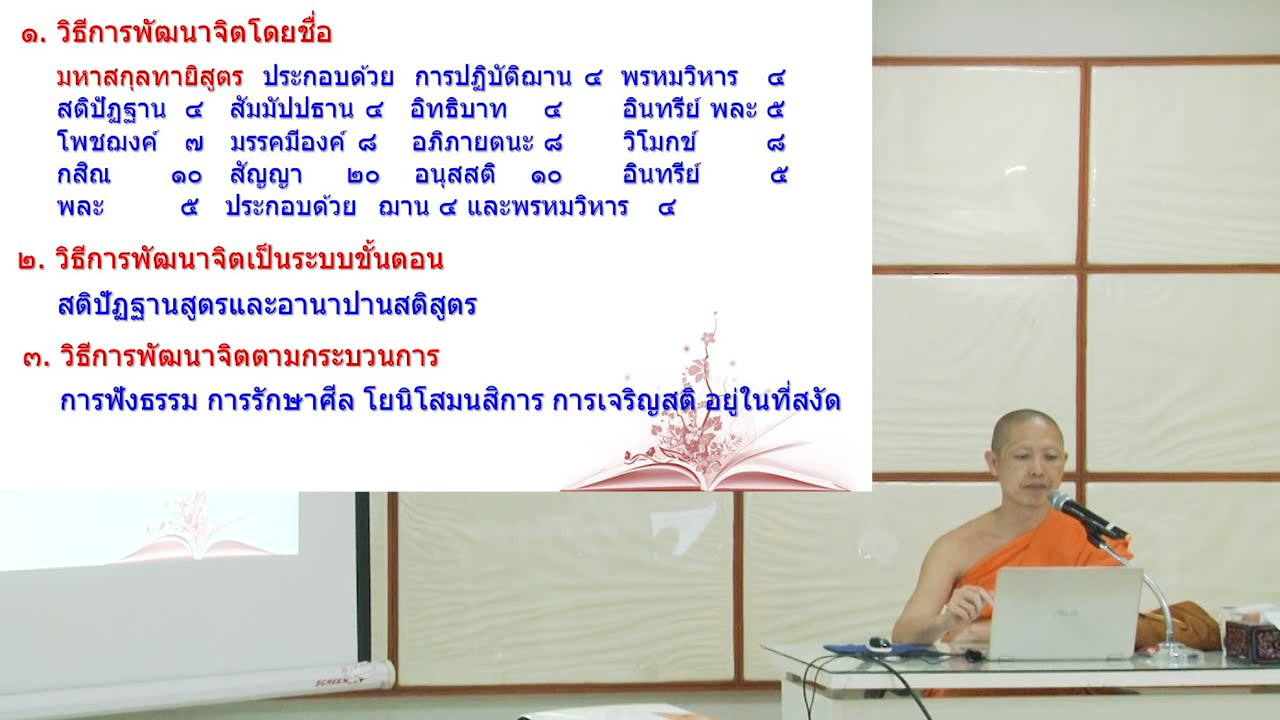 ๑. วิธีการพัฒนาจิตโดยชื่อ
มหาสกุลทายิสูตร ประกอบด้วย การปฏิบัติฌาน ๔ พรหมวิหาร ๔
สติปัฏฐาน ๔ สัมมัปปธาน ๔ อิทธิบาท ๔ อินทรีย์ พละ ๕
โพชฌงค์ ๗ มรรคมีองค์ ๘ อภิภายตนะ ๘ วิโมกข์ ๘
กสิณ ๑๐ สัญญา ๒๐ อนุสสติ ๑๐ อินทรีย์ ๕
พละ ๕ ประกอบด้วย ฌาน ๔ และพรหมวิหาร ๔
๒. วิธีการพัฒนาจิตเป็นระบบขั้นตอน
สติปัฏฐานสูตรและอานาปานสติสูตร
๓. วิธีการพัฒนาจิตตามกระบวนการ
การฟังธรรม การรักษาศีล โยนิโสมนสิการ การเจริญสติ อยู่ในที่สงัด
ASUS